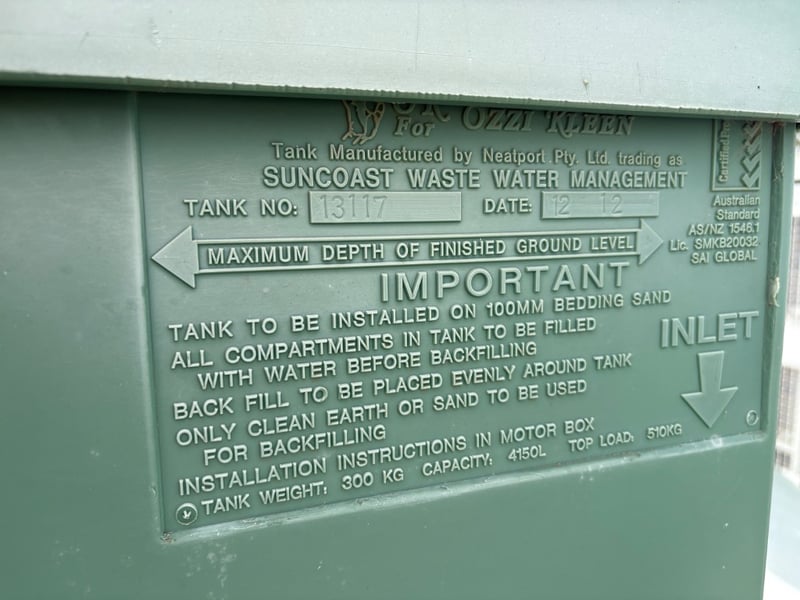 For OZZI KLEEN
Tank Manufactured by Neatport Pty. Ltd. trading as
SUNCOAST WASTE WATER MANAGEMENT
TANK NO: 13117 DATE: 12 12
Certified Pro
Australian
Standard
AS/NZ 1546.1
Lic. SMKB20032
SAI GLOBAL
MAXIMUM DEPTH OF FINISHED GROUND LEVEL
IMPORTANT
TANK TO BE INSTALLED ON 100MM BEDDING SAND
ALL COMPARTMENTS IN TANK TO BE FILLED
WITH WATER BEFORE BACKFILLING
BACK FILL TO BE PLACED EVENLY AROUND TANK
ONLY CLEAN EARTH OR SAND TO BE USED
FOR BACKFILLING
INSTALLATION INSTRUCTIONS IN MOTOR BOX
TANK WEIGHT: 300 KG CAPACITY: 4150L TOP LOAD: 510KG
INLET